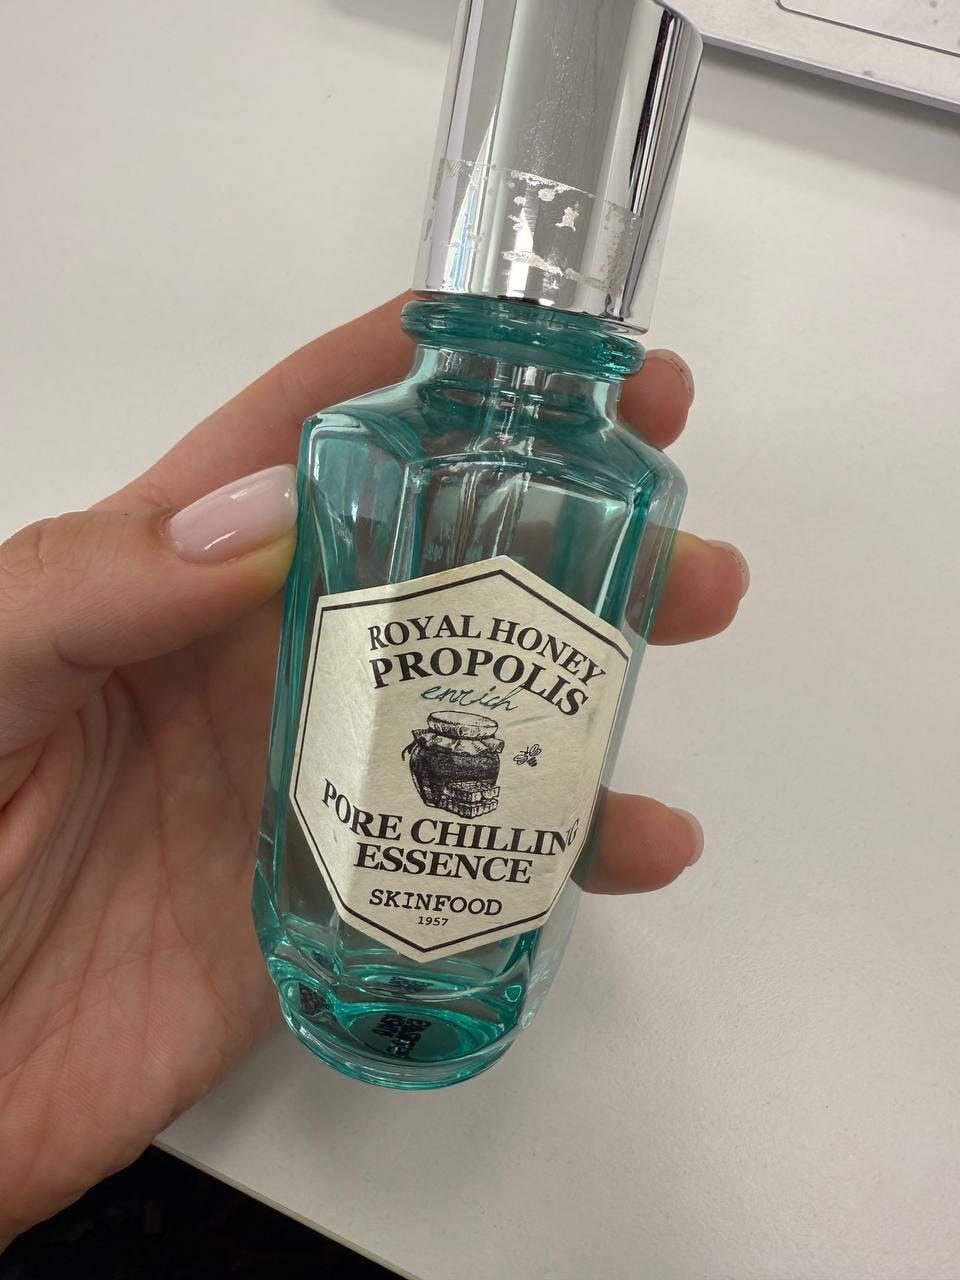 ROYAL HONEY
PROPOLIS
enrich
PORE CHILLING
ESSENCE
SKINFOOD
1957